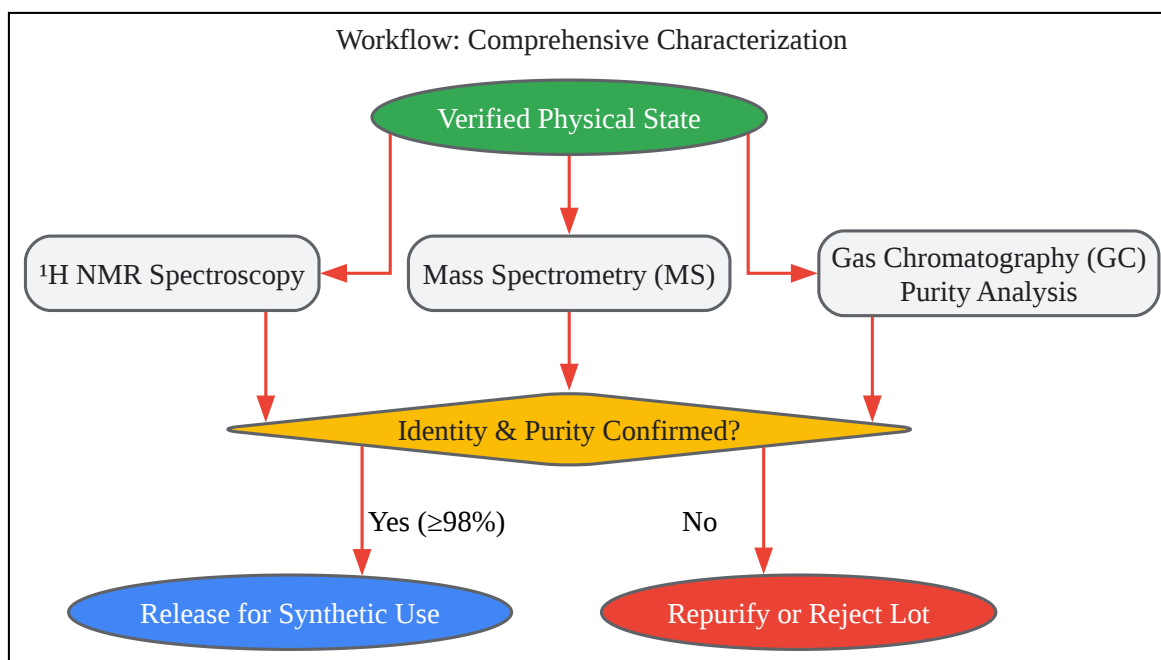 Workflow: Comprehensive Characterization
Verified Physical State
¹H NMR Spectroscopy
Mass Spectrometry (MS)
Gas Chromatography (GC)
Purity Analysis
Identity & Purity Confirmed?
Yes (≥98%)
No
Release for Synthetic Use
Repurify or Reject Lot